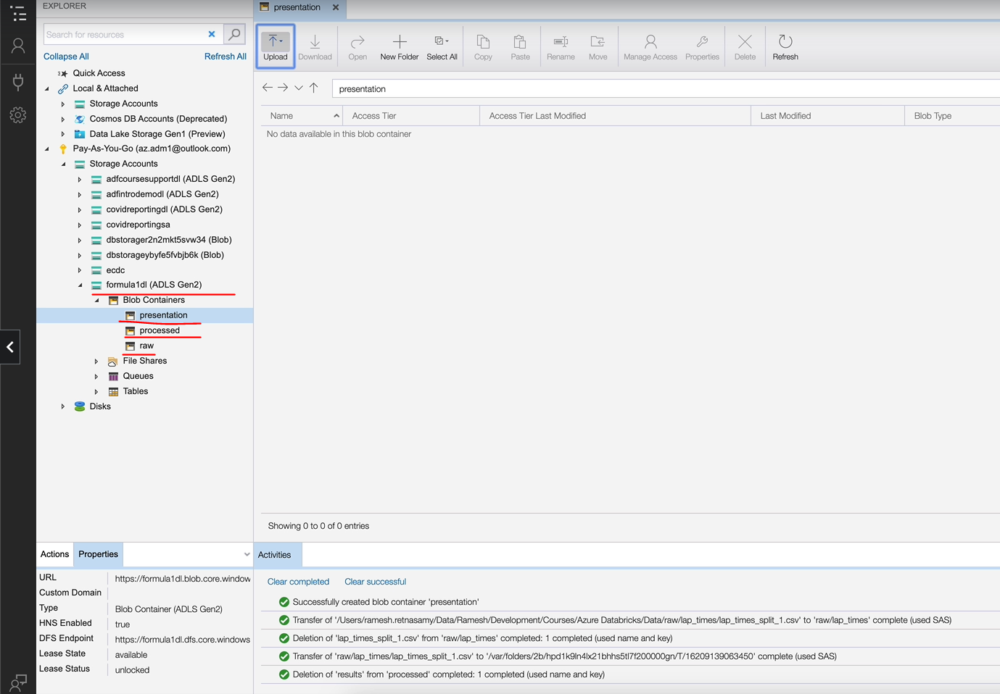 EXPLORER
Search for resources
Collapse All
Refresh All
Quick Access
Local & Attached
Storage Accounts
Cosmos DB Accounts (Deprecated)
Data Lake Storage Gen1 (Preview)
Pay-As-You-Go (az.adm1@outlook.com)
Storage Accounts
adfcoursesupportdl (ADLS Gen2)
adfintrodemodl (ADLS Gen2)
covidreportingdl (ADLS Gen2)
covidreportingsa
dbstorager2n2mkt5svw34 (Blob)
dbstorageybyfe5fvbjb6k (Blob)
ecdc
formula1dl (ADLS Gen2)
Blob Containers
presentation
processed
raw
File Shares
Queues
Tables
Disks
Actions
Properties
URL https://formula1dl.blob.core.window
Custom Domain
Type Blob Container (ADLS Gen2)
HNS Enabled true
DFS Endpoint https://formula1dl.dfs.core.windows
Lease State available
Lease Status unlocked
presentation
Upload Download Open New Folder Select All Copy Paste Rename Move Manage Access Properties Delete Refresh
presentation
Name Access Tier Access Tier Last Modified Last Modified Blob Type
No data available in this blob container
Showing 0 to 0 of 0 entries
Activities
Clear completed Clear successful
Successfully created blob container 'presentation'
Transfer of '/Users/ramesh.retnasamy/Data/Ramesh/Development/Courses/Azure Databricks/Data/raw/lap_times/lap_times_split_1.csv' to 'raw/lap_times' complete (used SAS)
Deletion of 'lap_times_split_1.csv' from 'raw/lap_times' completed: 1 completed (used name and key)
Transfer of 'raw/lap_times/lap_times_split_1.csv' to '/var/folders/2b/hpd1k9ln4lx21bhhs5tl7f200000gn/T/16209139063450' complete (used SAS)
Deletion of 'results' from 'processed' completed: 1 completed (used name and key)